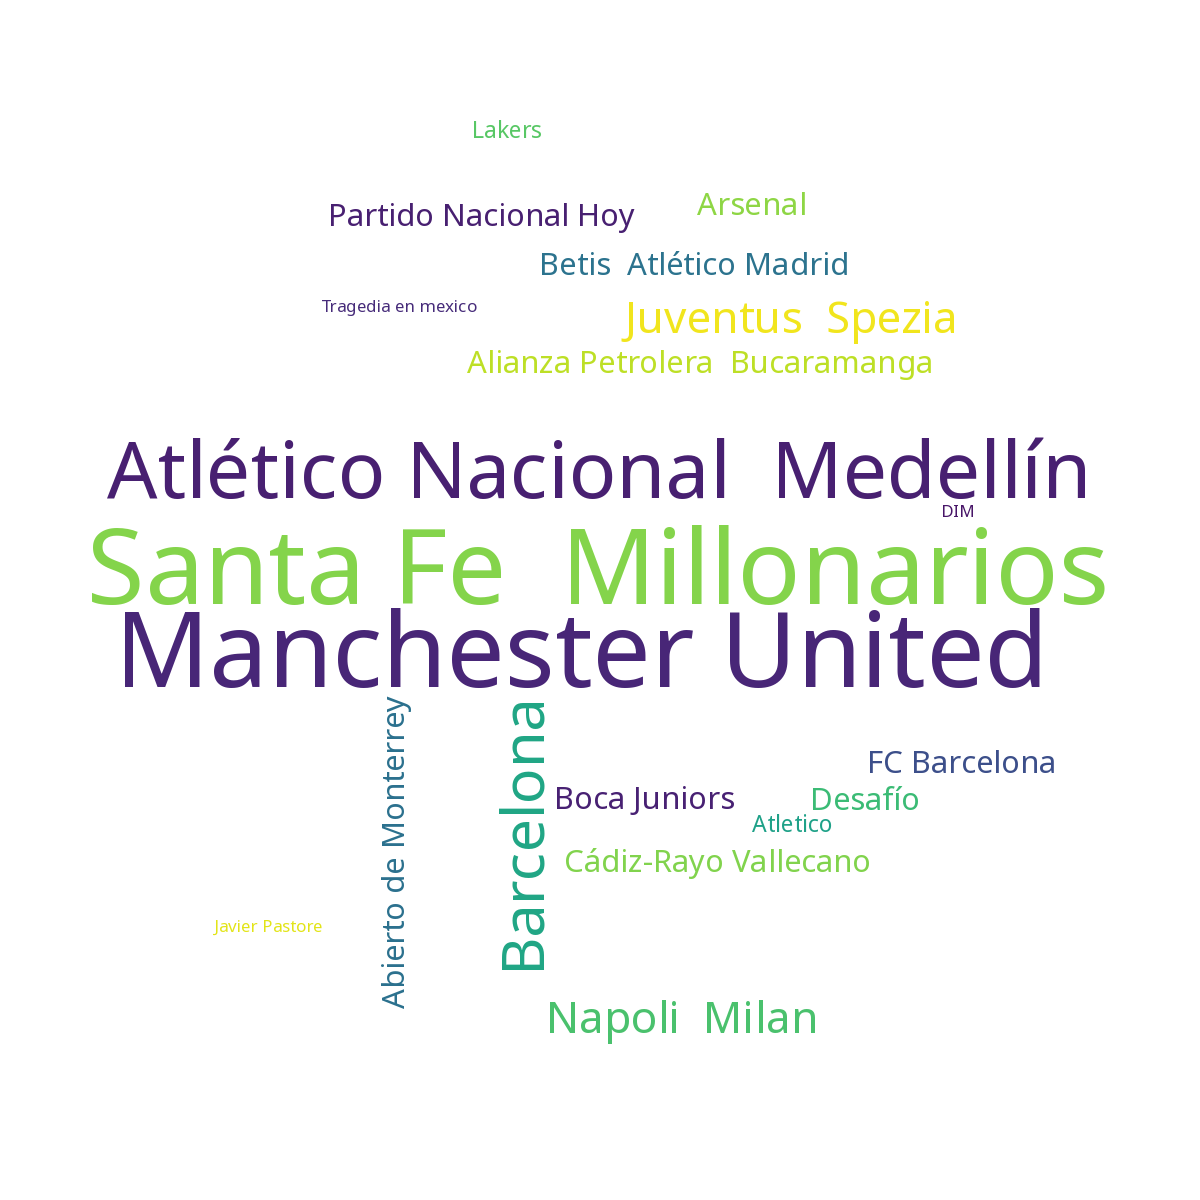 Lakers
Partido Nacional Hoy
Arsenal
Betis  Atlético Madrid
Tragedia en mexico
Juventus  Spezia
Alianza Petrolera  Bucaramanga
Atlético Nacional  Medellín
DIM
Santa Fe  Millonarios
Manchester United
Abierto de Monterrey
Barcelona
FC Barcelona
Boca Juniors
Desafío
Atletico
Cádiz-Rayo Vallecano
Javier Pastore
Napoli  Milan